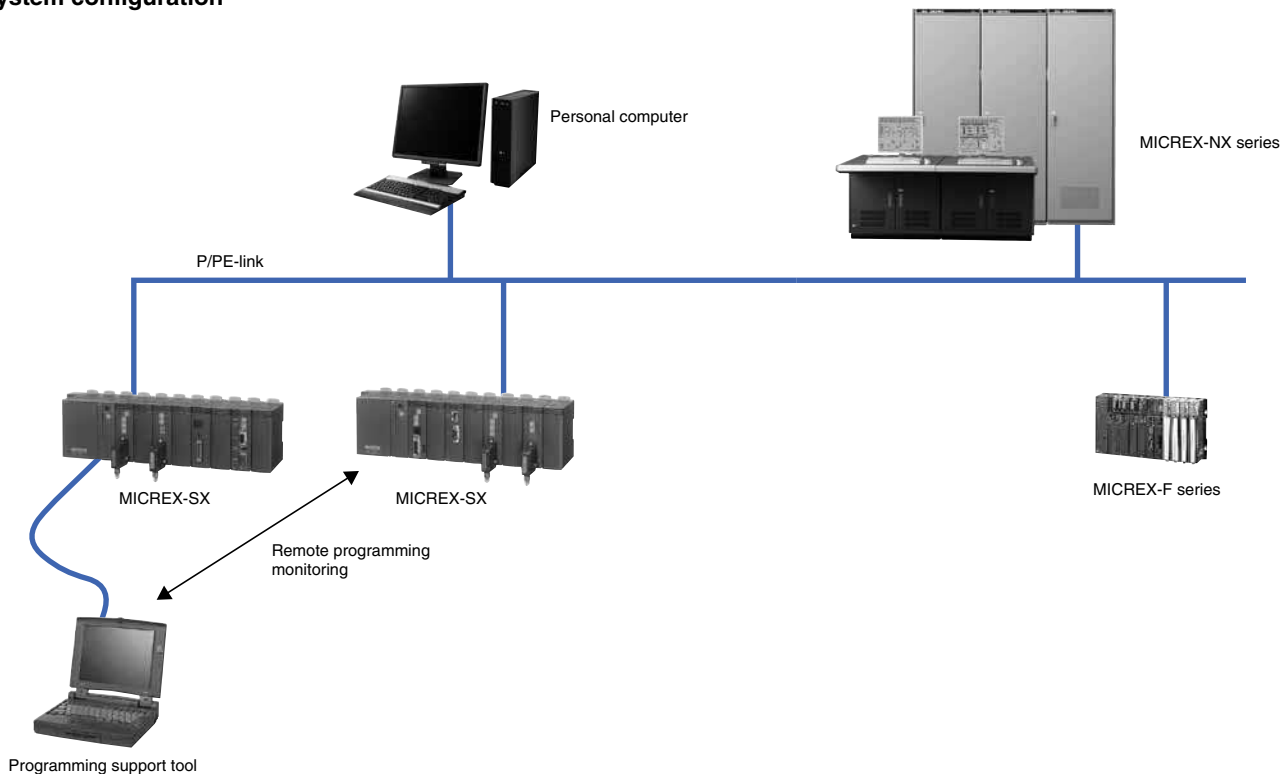 ystem configuration
Personal computer
MICREX-NX series
P/PE-link
MICREX-SX
MICREX-SX
MICREX-F series
Remote programming
monitoring
Programming support tool